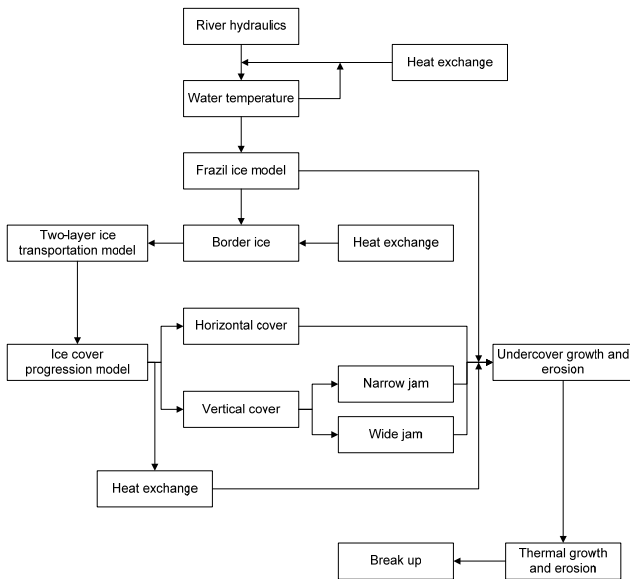 River hydraulics
Heat exchange
Water temperature
Frazil ice model
Two-layer ice
transportation model
Border ice
Heat exchange
Horizontal cover
Ice cover
progression model
Undercover growth and
erosion
Narrow jam
Vertical cover
Wide jam
Heat exchange
Break up
Thermal growth
and erosion